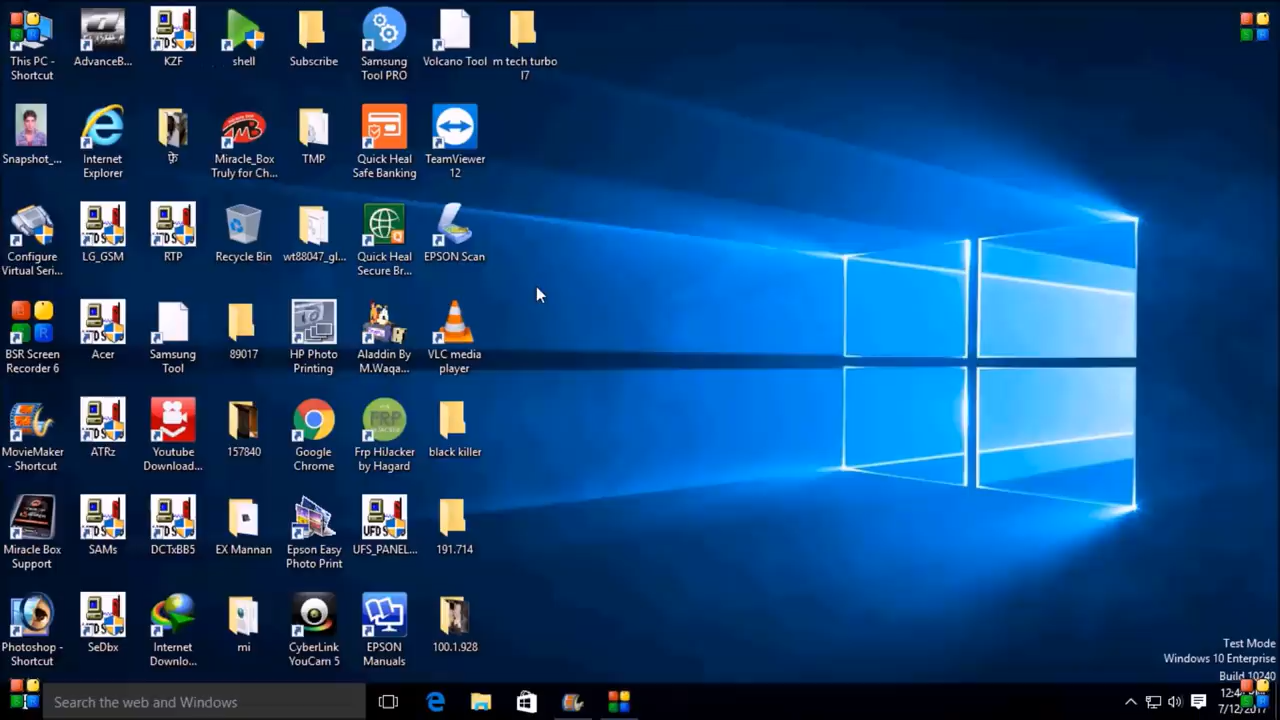 This PC -
Shortcut
AdvanceB...
KZF
shell
Subscribe
Samsung
Tool PRO
Volcano Tool
m tech turbo
I7
Snapshot_...
Internet
Explorer
Miracle_Box
Truly for Ch...
TMP
Quick Heal
Safe Banking
TeamViewer
12
Configure
Virtual Seri...
LG_GSM
RTP
Recycle Bin
wt88047_gl...
Quick Heal
Secure Br...
EPSON Scan
BSR Screen
Recorder 6
Acer
Samsung
Tool
89017
HP Photo
Printing
Aladdin By
M.Waqa...
VLC media
player
MovieMaker
- Shortcut
ATRz
Youtube
Download...
157840
Google
Chrome
FRP
Frp HiJacker
by Hagard
black killer
Miracle Box
Support
SAMs
DCTxBB5
EX Mannan
Epson Easy
Photo Print
UFS_PANEL...
191.714
Photoshop -
Shortcut
SeDbx
Internet
Downlo...
mi
CyberLink
YouCam 5
EPSON
Manuals
100.1.928
Test Mode
Windows 10 Enterprise
Build 10240
Search the web and Windows